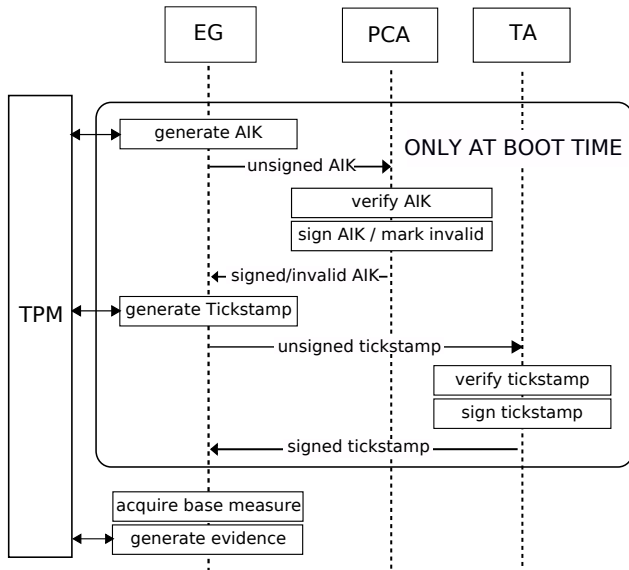 EG
PCA
TA
generate AIK
ONLY AT BOOT TIME
unsigned AIK
verify AIK
sign AIK / mark invalid
signed/invalid AIK
TPM
generate Tickstamp
unsigned tickstamp
verify tickstamp
sign tickstamp
signed tickstamp
acquire base measure
generate evidence